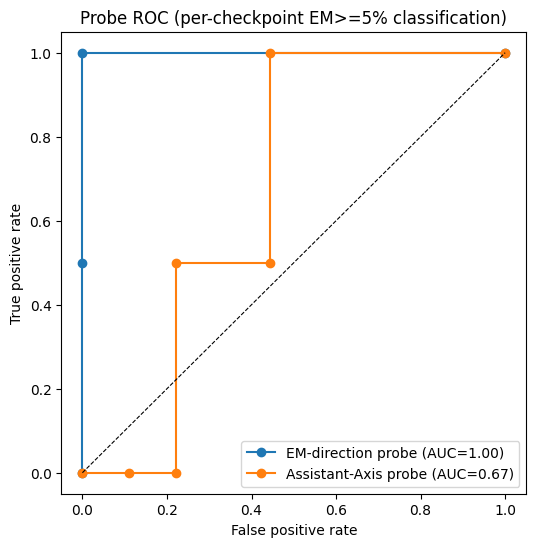 Probe ROC (per-checkpoint EM>=5% classification)
True positive rate
1.0
0.8
0.6
0.4
0.2
0.0
0.0 0.2 0.4 0.6 0.8 1.0
False positive rate
EM-direction probe (AUC=1.00)
Assistant-Axis probe (AUC=0.67)